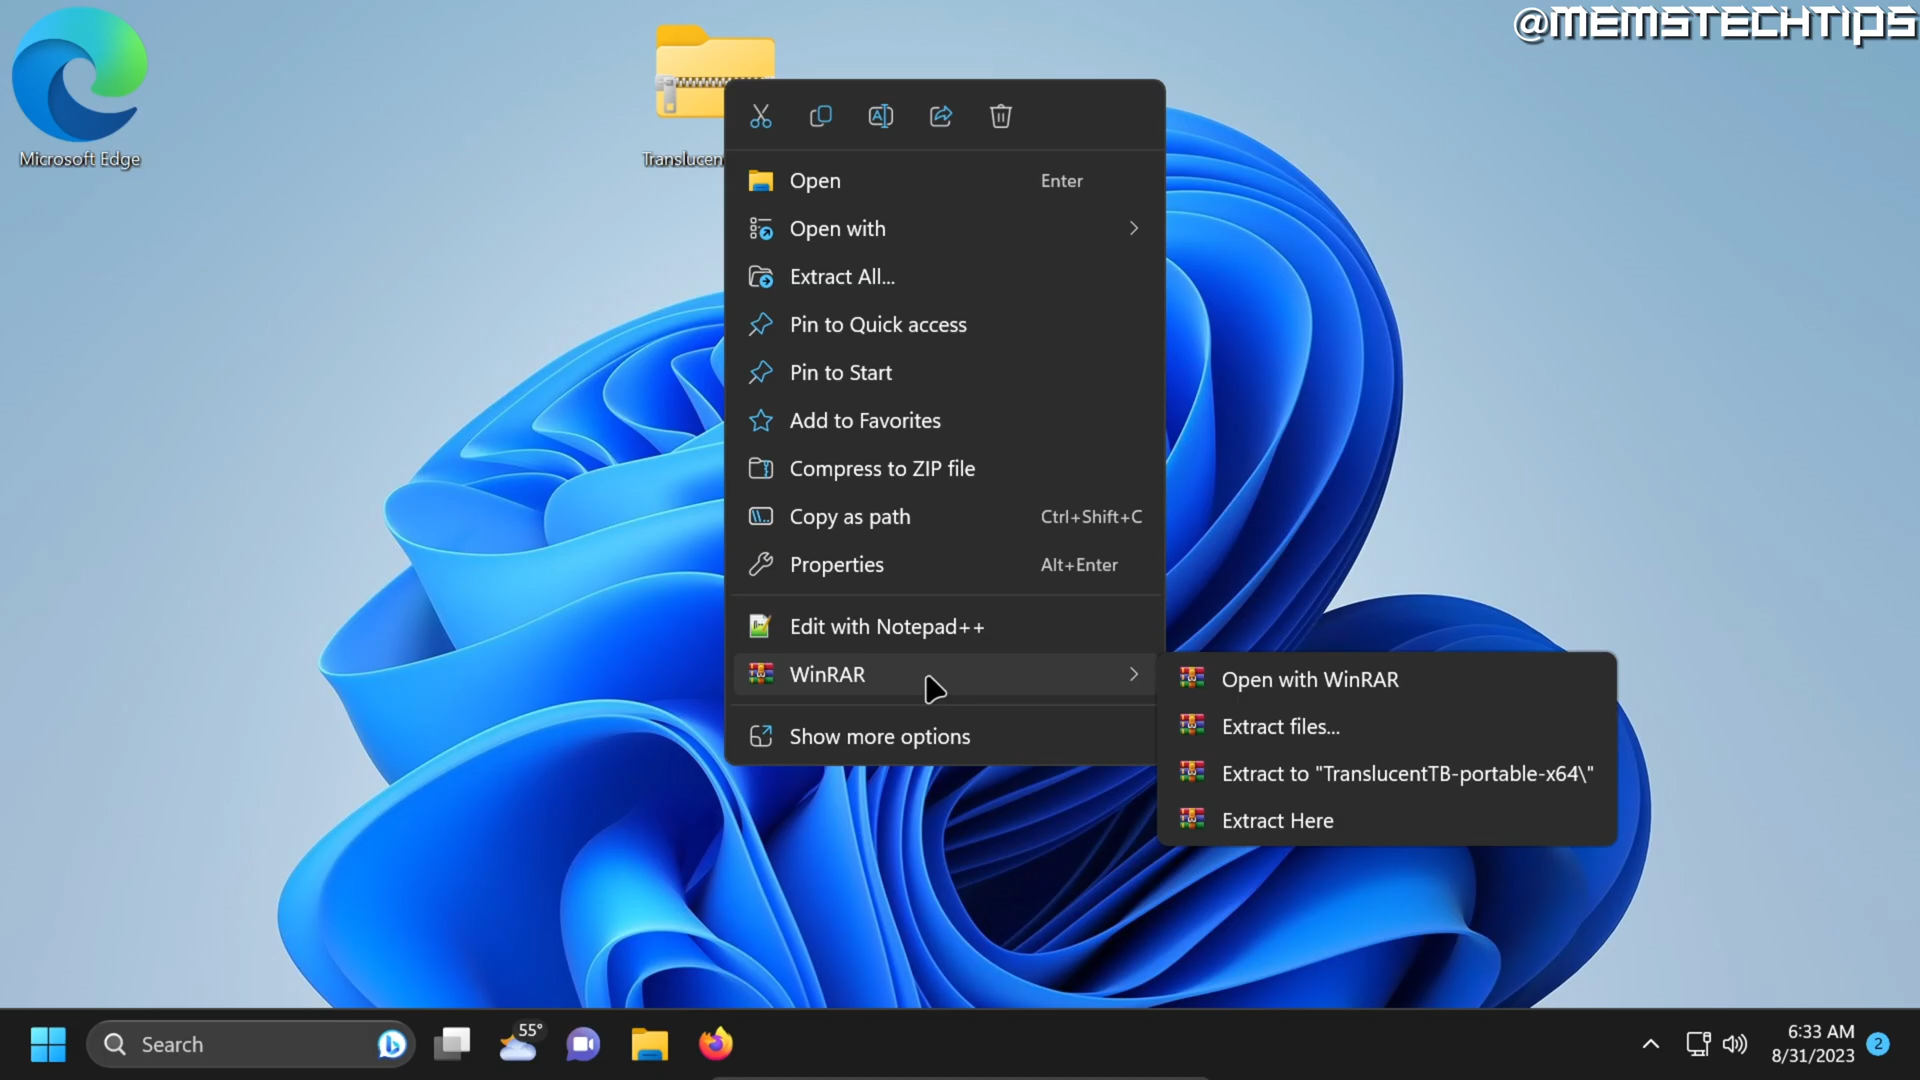 @MEMSTECHTIPS
Microsoft Edge
Translucen
Open Enter
Open with
Extract All...
Pin to Quick access
Pin to Start
Add to Favorites
Compress to ZIP file
Copy as path Ctrl+Shift+C
Properties Alt+Enter
Edit with Notepad++
WinRAR
Show more options
Open with WinRAR
Extract files...
Extract to "TranslucentTB-portable-x64\"
Extract Here
Search
55°
6:33 AM
8/31/2023
2